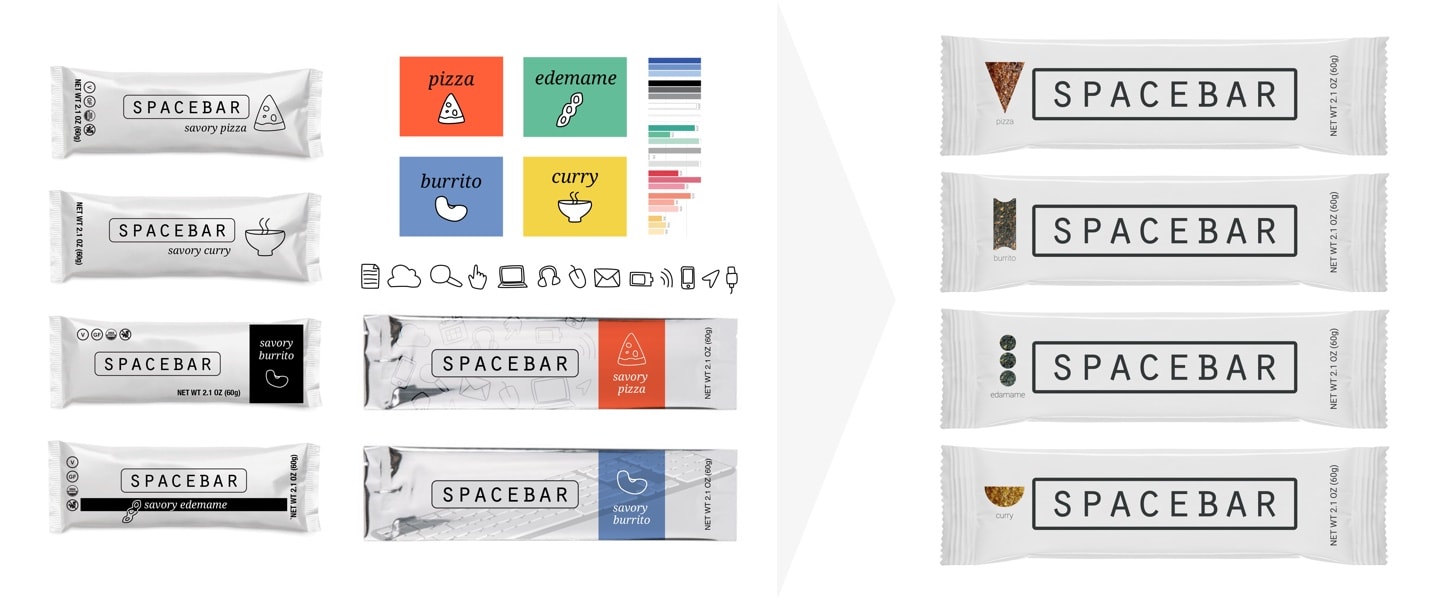 NET WT 2.1 OZ (60g)
V
GF
SPACEBAR
savory pizza
NET WT 2.1 OZ (60g)
SPACEBAR
savory curry
V
GF
SPACEBAR
NET WT 2.1 OZ (60g)
savory
burrito
V
GF
SPACEBAR
savory edemame
NET WT 2.1 OZ (60g)
pizza
edemame
burrito
curry
SPACEBAR
savory
pizza
NET WT 2.1 OZ (60g)
SPACEBAR
savory
burrito
NET WT 2.1 OZ (60g)
pizza
SPACEBAR
NET WT 2.1 OZ (60g)
burrito
SPACEBAR
NET WT 2.1 OZ (60g)
edamame
SPACEBAR
NET WT 2.1 OZ (60g)
curry
SPACEBAR
NET WT 2.1 OZ (60g)